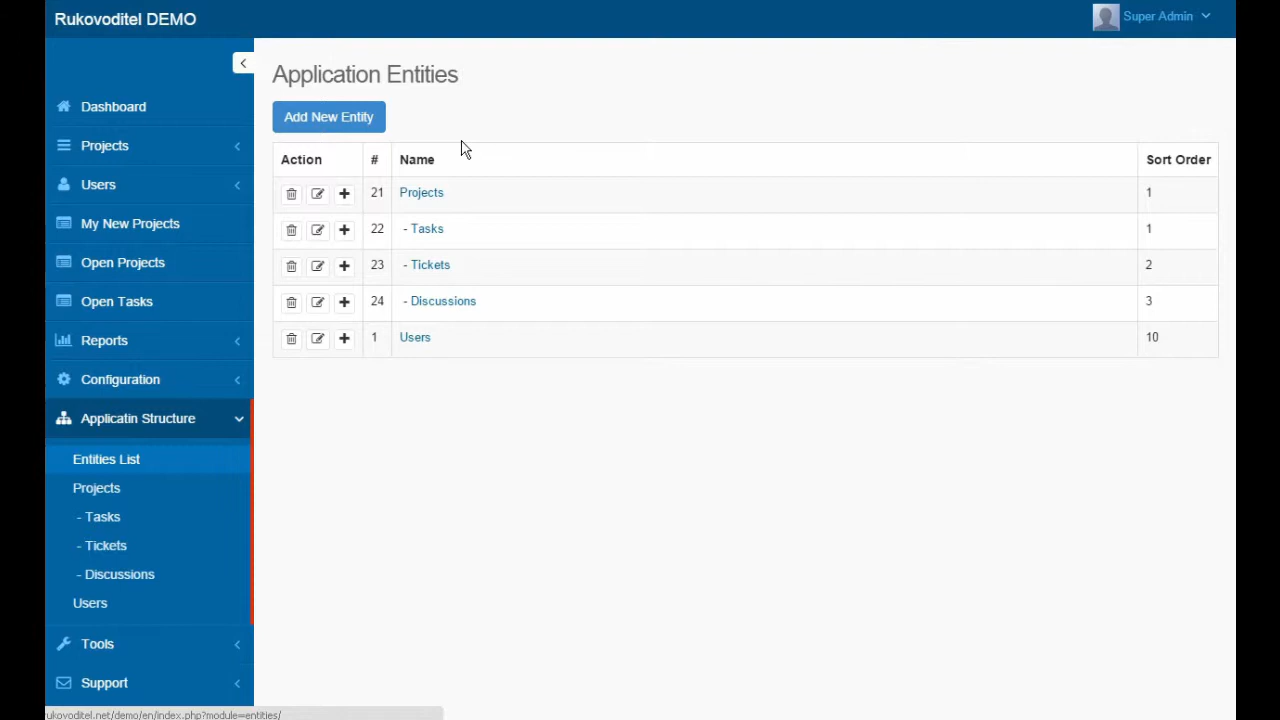 Rukovoditel DEMO
Super Admin
Dashboard
Projects
Users
My New Projects
Open Projects
Open Tasks
Reports
Configuration
Applicatin Structure
Entities List
Projects
- Tasks
- Tickets
- Discussions
Users
Tools
Support
Application Entities
Add New Entity
Action # Name Sort Order
21 Projects 1
22 - Tasks 1
23 - Tickets 2
24 - Discussions 3
1 Users 10
rukovoditel.net/demo/en/index.php?module=entities/